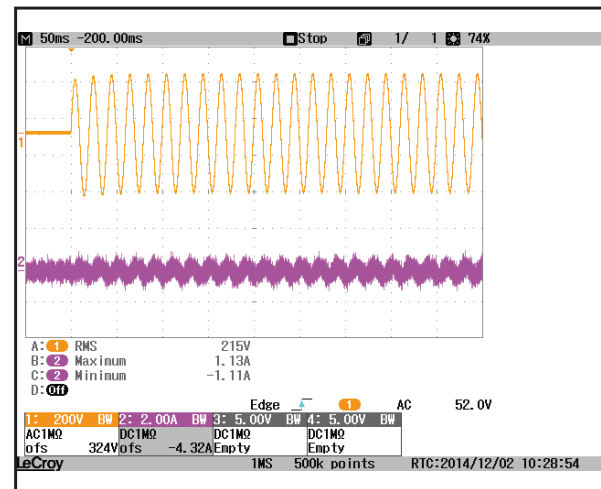 M 50ms -200.00ms Stop 1/ 1 74%
1
2
A: 1 RMS 215V
B: 2 Maximum 1.13A
C: 2 Minimum -1.11A
D: Off
Edge 1 AC 52.0V
1: 200V BW 2: 2.00A BW 3: 5.00V BW 4: 5.00V BW
AC1MΩ DC1MΩ DC1MΩ DC1MΩ
ofs 324V ofs -4.32A Empty Empty
LeCroy 1MS 500k points RTC:2014/12/02 10:28:54